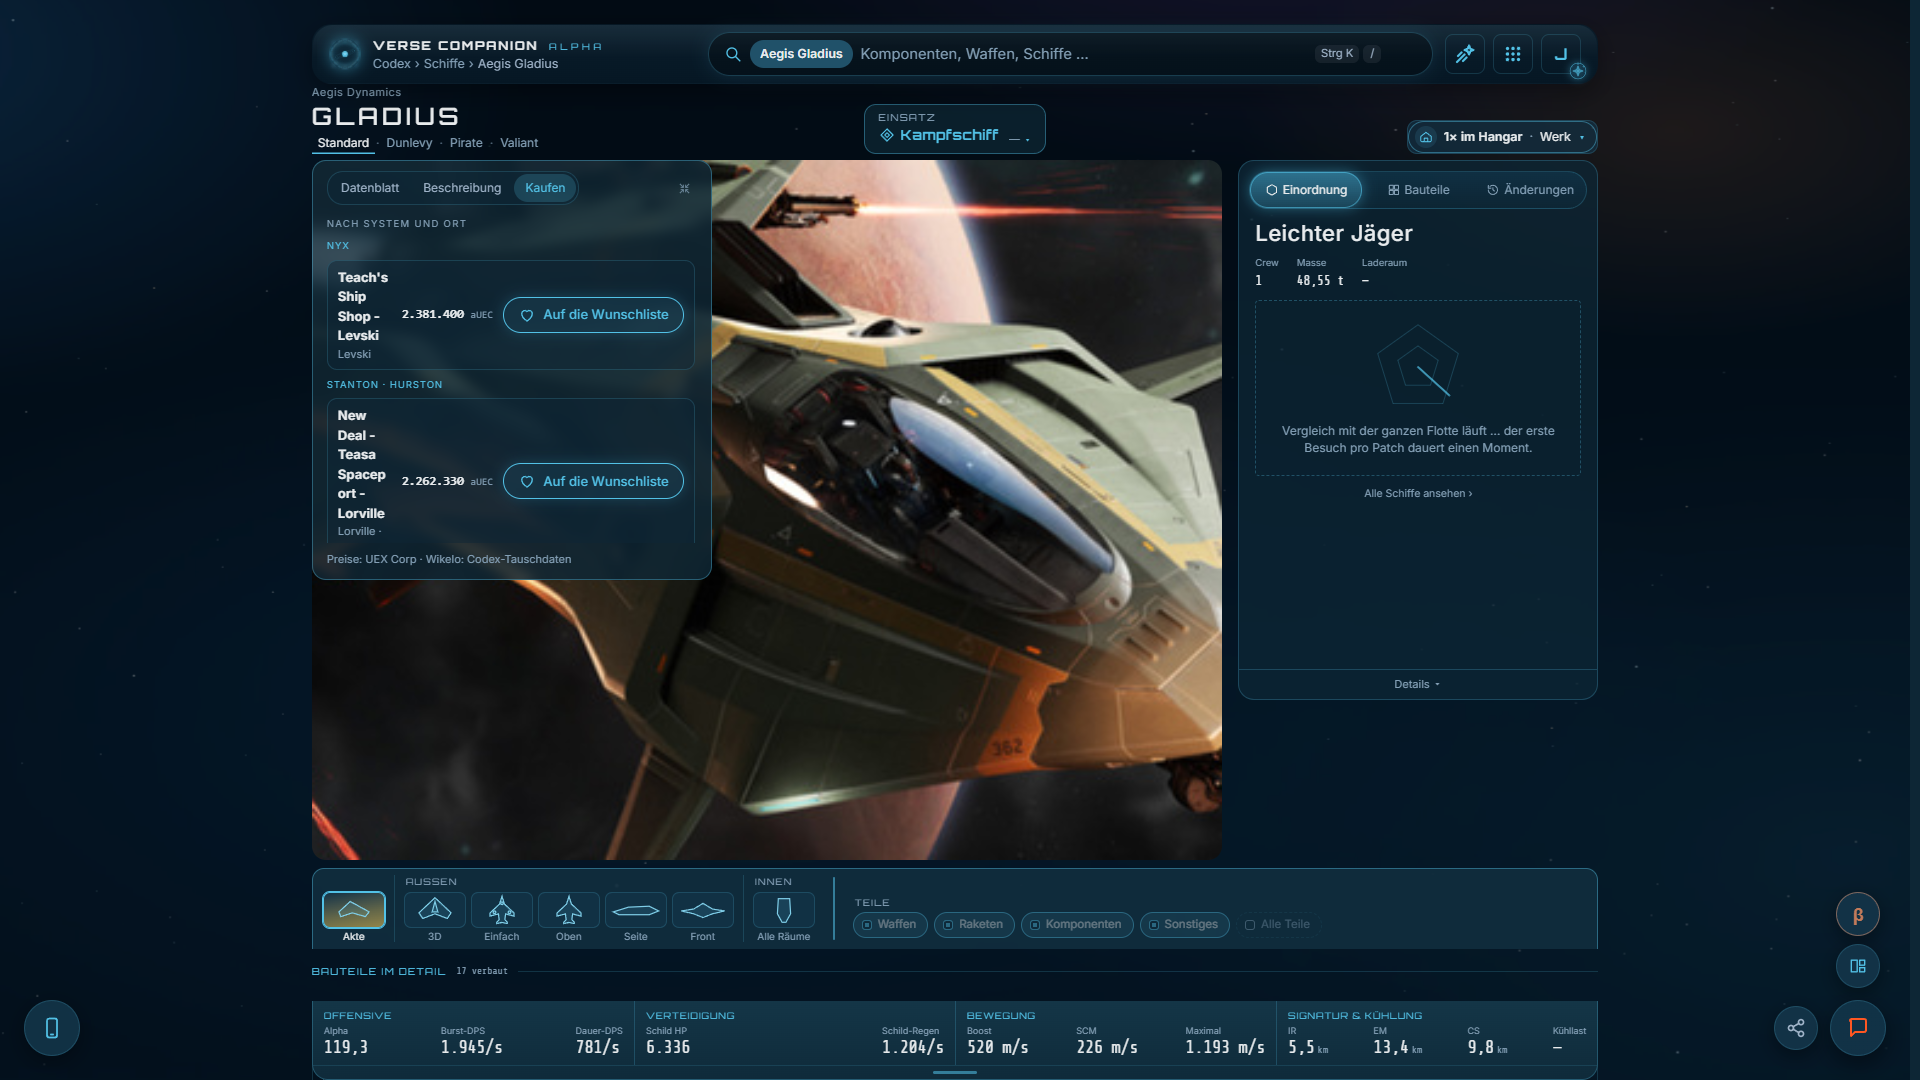 VERSE COMPANION ALPHA
Codex › Schiffe › Aegis Gladius
Aegis Gladius Komponenten, Waffen, Schiffe ... Strg K /
Aegis Dynamics
GLADIUS
Standard · Dunlevy · Pirate · Valiant
EINSATZ
Kampfschiff
1× im Hangar · Werk
Datenblatt Beschreibung Kaufen
NACH SYSTEM UND ORT
NYX
Teach's
Ship
Shop -
Levski
Levski
2.381.400 aUEC
Auf die Wunschliste
STANTON · HURSTON
New
Deal -
Teasa
Spacep
ort -
Lorville
Lorville ·
2.262.330 aUEC
Auf die Wunschliste
Preise: UEX Corp · Wikelo: Codex-Tauschdaten
362
Einordnung Bauteile Änderungen
Leichter Jäger
Crew Masse Laderaum
1 48,55 t –
Vergleich mit der ganzen Flotte läuft ... der erste
Besuch pro Patch dauert einen Moment.
Alle Schiffe ansehen ›
Details
Akte
AUSSEN
3D Einfach Oben Seite Front
INNEN
Alle Räume
TEILE
Waffen Raketen Komponenten Sonstiges Alle Teile
BAUTEILE IM DETAIL 17 verbaut
OFFENSIVE
Alpha Burst-DPS Dauer-DPS
119,3 1.945/s 781/s
VERTEIDIGUNG
Schild HP Schild-Regen
6.336 1.204/s
BEWEGUNG
Boost SCM Maximal
520 m/s 226 m/s 1.193 m/s
SIGNATUR & KÜHLUNG
IR EM CS Kühllast
5,5 km 13,4 km 9,8 km –
β